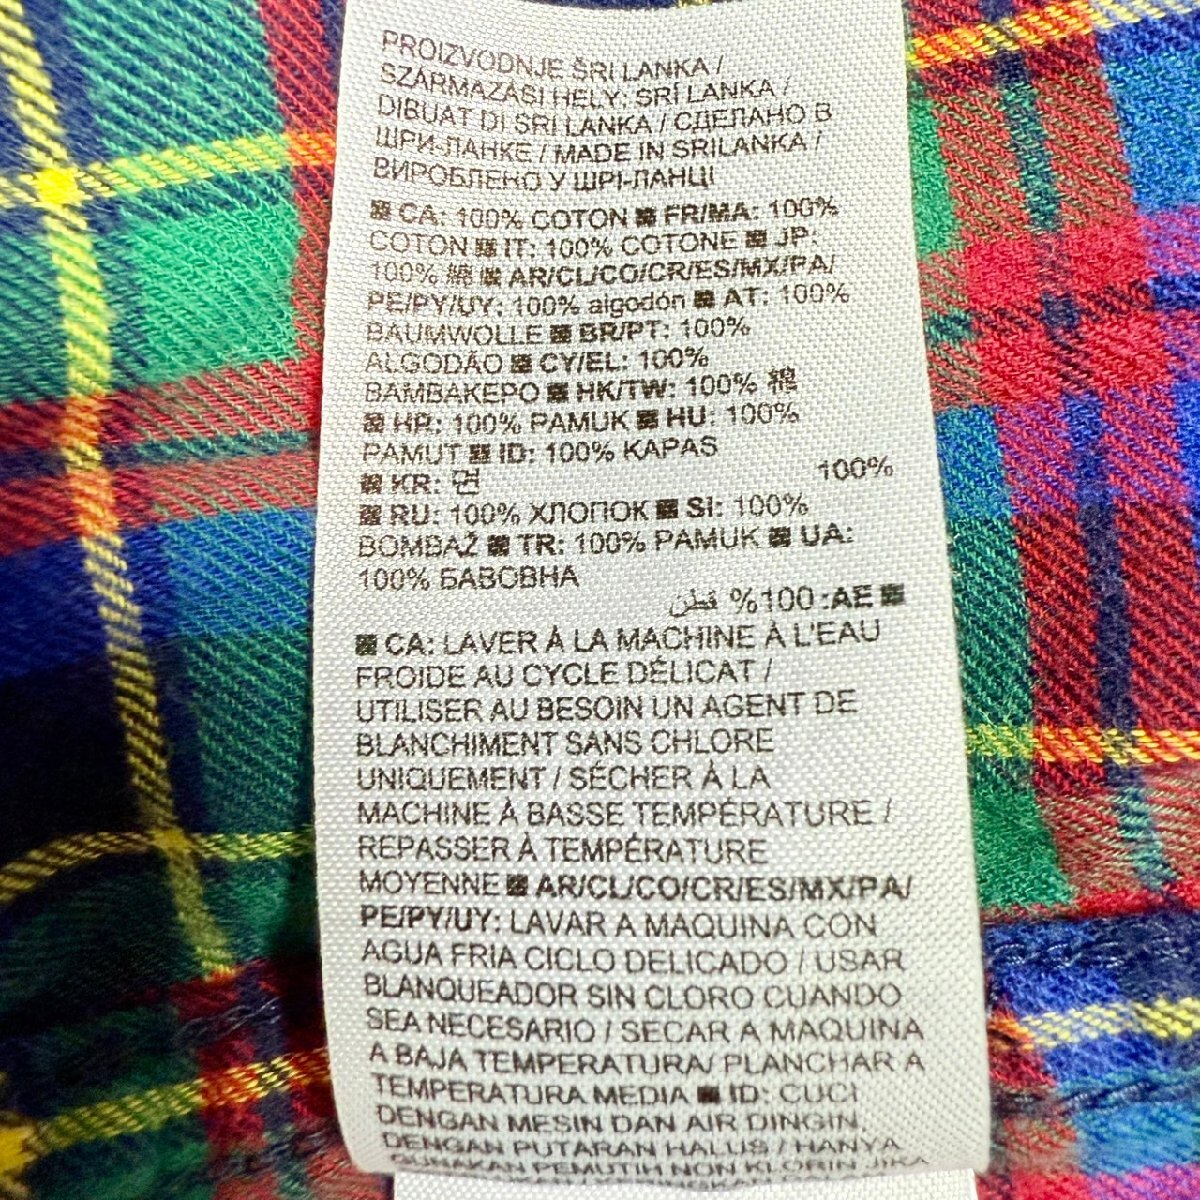 PROIZVODNJE ŠRI LANKA /
SZÁRMAZÁSI HELY: SRÍ LANKA /
DIBUAT DI SRI LANKA / СДЕЛАНО В
ШРИ-ЛАНКЕ / MADE IN SRILANKA /
ВИРОБЛЕНО У ШРІ-ЛАНЦІ
■ CA: 100% COTON ■ FR/MA: 100%
COTON ■ IT: 100% COTONE ■ JP:
100% 綿 ■ AR/CL/CO/CR/ES/MX/PA/
PE/PY/UY: 100% algodón ■ AT: 100%
BAUMWOLLE ■ BR/PT: 100%
ALGODÃO ■ CY/EL: 100%
ΒΑΜΒΑΚΕΡΟ ■ HK/TW: 100% 棉
■ HR: 100% PAMUK ■ HU: 100%
PAMUT ■ ID: 100% KAPAS
■ KR: 면 100%
■ RU: 100% ХЛОПОК ■ SI: 100%
BOMBAŽ ■ TR: 100% PAMUK ■ UA:
100% БАВОВНА
■ AE: 100% قطن
■ CA: LAVER À LA MACHINE À L'EAU
FROIDE AU CYCLE DÉLICAT /
UTILISER AU BESOIN UN AGENT DE
BLANCHIMENT SANS CHLORE
UNIQUEMENT / SÉCHER À LA
MACHINE À BASSE TEMPÉRATURE /
REPASSER À TEMPÉRATURE
MOYENNE ■ AR/CL/CO/CR/ES/MX/PA/
PE/PY/UY: LAVAR A MAQUINA CON
AGUA FRIA CICLO DELICADO / USAR
BLANQUEADOR SIN CLORO CUANDO
SEA NECESARIO / SECAR A MAQUINA
A BAJA TEMPERATURA/ PLANCHAR A
TEMPERATURA MEDIA ■ ID: CUCI
DENGAN MESIN DAN AIR DINGIN,
DENGAN PUTARAN HALUS / HANYA
GUNAKAN PEMUTIH NON KLORIN JIKA